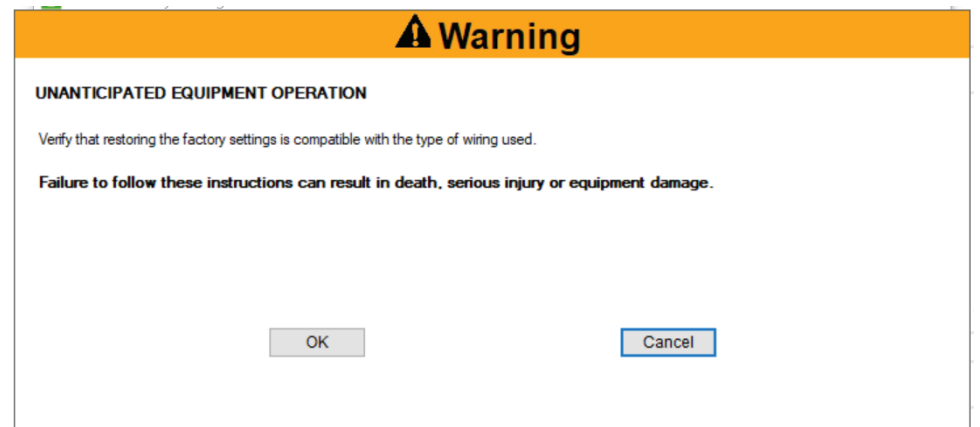 Warning
UNANTICIPATED EQUIPMENT OPERATION
Verify that restoring the factory settings is compatible with the type of wiring used.
Failure to follow these instructions can result in death, serious injury or equipment damage.
OK
Cancel